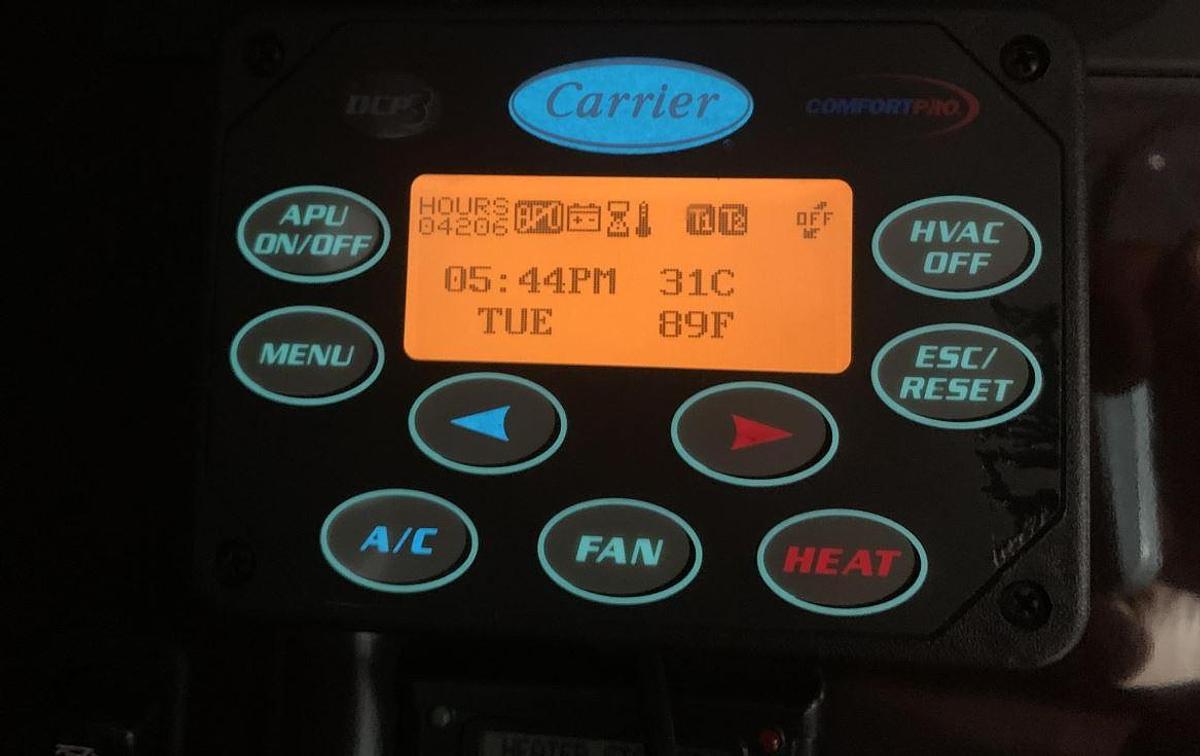 DCP3
Carrier
COMFORTPRO
APU
ON/OFF
HOURS
04206
APU
T1 T2
OFF
HVAC
OFF
05:44PM 31C
TUE 89F
MENU
ESC/
RESET
A/C
FAN
HEAT